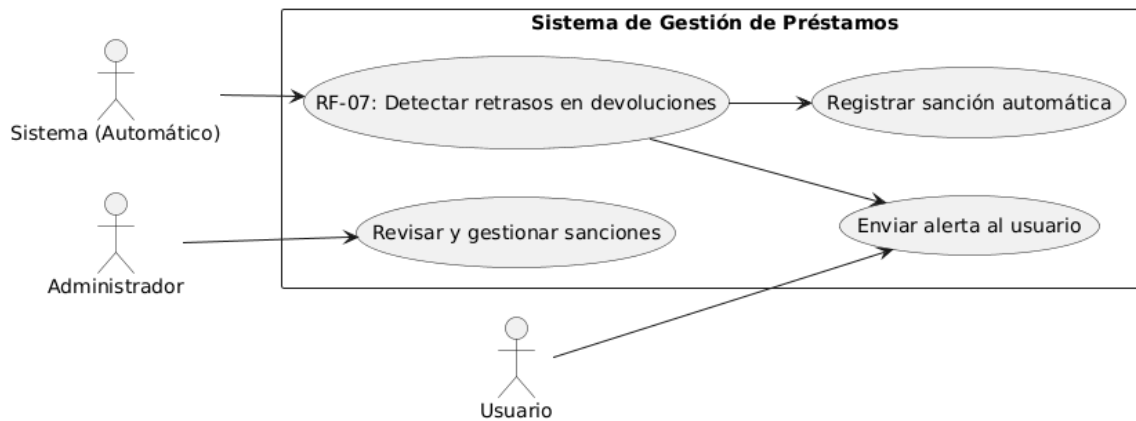 Sistema de Gestión de Préstamos
Sistema (Automático)
RF-07: Detectar retrasos en devoluciones
Registrar sanción automática
Administrador
Revisar y gestionar sanciones
Enviar alerta al usuario
Usuario